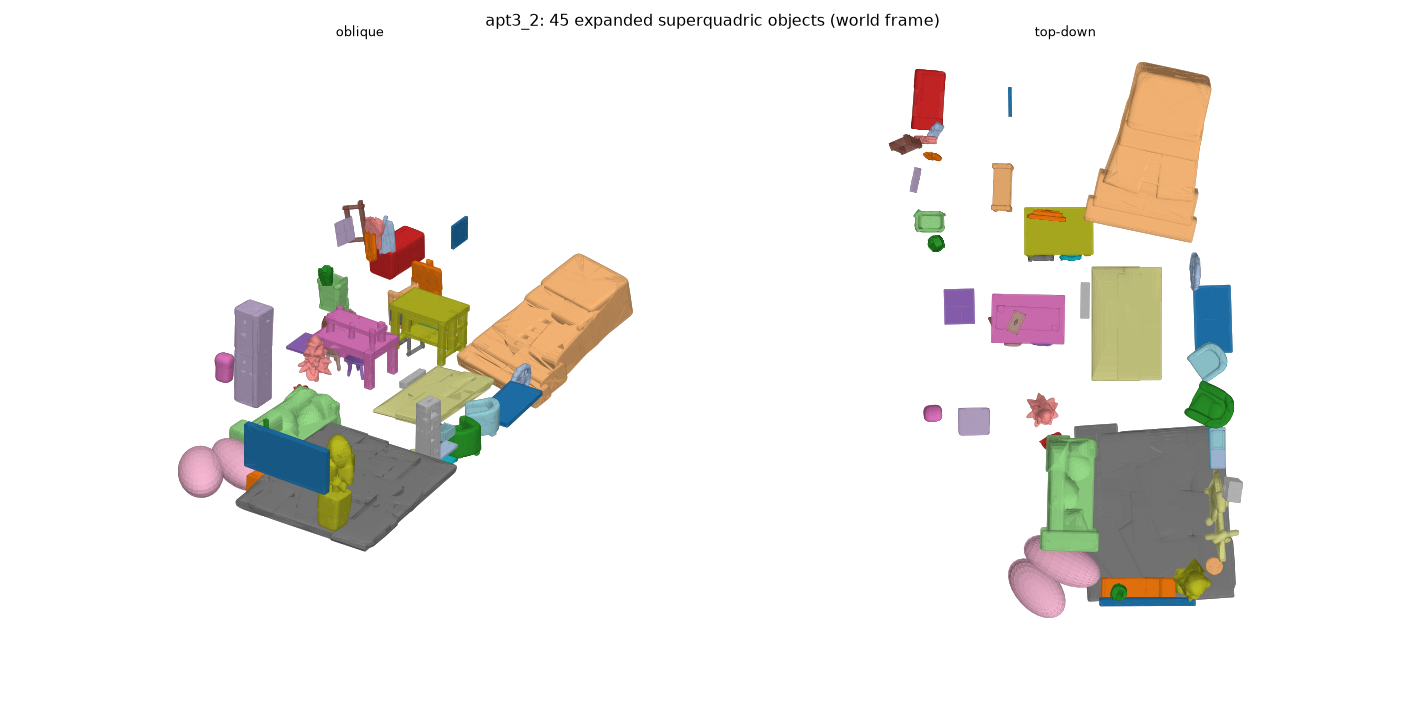 apt3_2: 45 expanded superquadric objects (world frame)
oblique
top-down